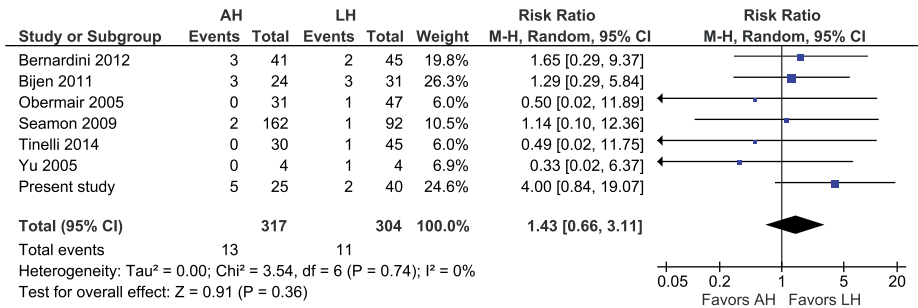 AH LH Risk Ratio Risk Ratio
Study or Subgroup Events Total Events Total Weight M-H, Random, 95% CI M-H, Random, 95% CI
Bernardini 2012 3 41 2 45 19.8% 1.65 [0.29, 9.37]
Bijen 2011 3 24 3 31 26.3% 1.29 [0.29, 5.84]
Obermair 2005 0 31 1 47 6.0% 0.50 [0.02, 11.89]
Seamon 2009 2 162 1 92 10.5% 1.14 [0.10, 12.36]
Tinelli 2014 0 30 1 45 6.0% 0.49 [0.02, 11.75]
Yu 2005 0 4 1 4 6.9% 0.33 [0.02, 6.37]
Present study 5 25 2 40 24.6% 4.00 [0.84, 19.07]
Total (95% CI) 317 304 100.0% 1.43 [0.66, 3.11]
Total events 13 11
Heterogeneity: Tau² = 0.00; Chi² = 3.54, df = 6 (P = 0.74); I² = 0%
Test for overall effect: Z = 0.91 (P = 0.36)
0.05 0.2 1 5 20
Favors AH Favors LH